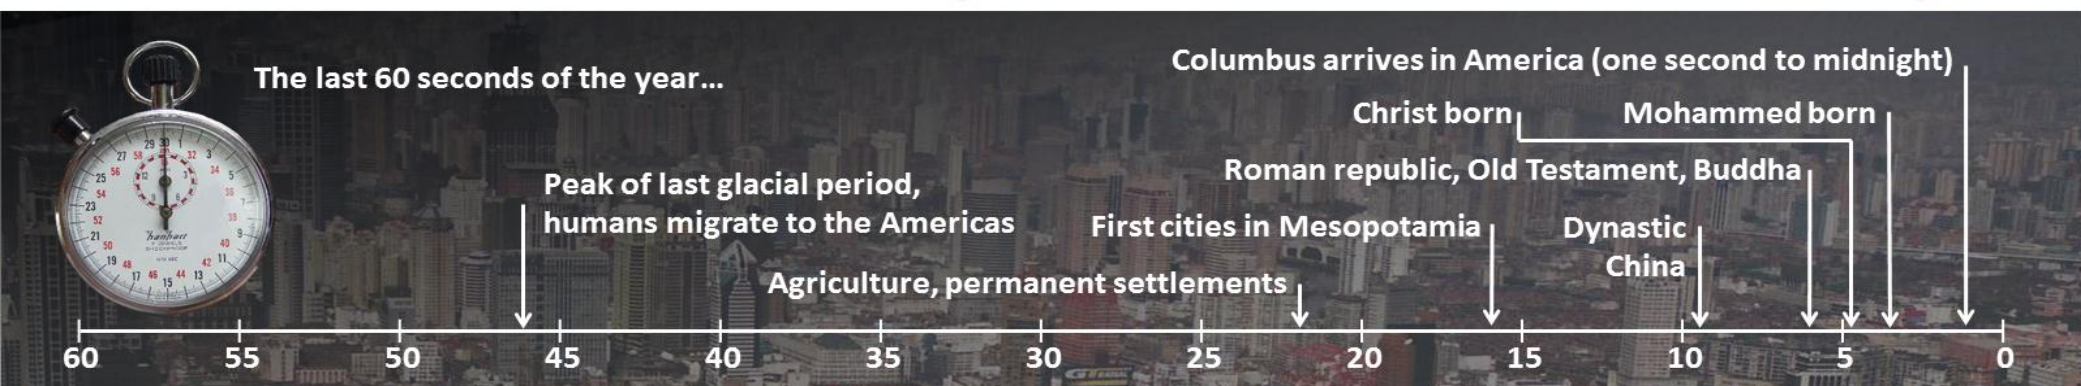 The last 60 seconds of the year...
Columbus arrives in America (one second to midnight)
Christ born
Mohammed born
Roman republic, Old Testament, Buddha
Peak of last glacial period,
humans migrate to the Americas
First cities in Mesopotamia
Dynastic
China
Agriculture, permanent settlements
60 55 50 45 40 35 30 25 20 15 10 5 0
hanhart